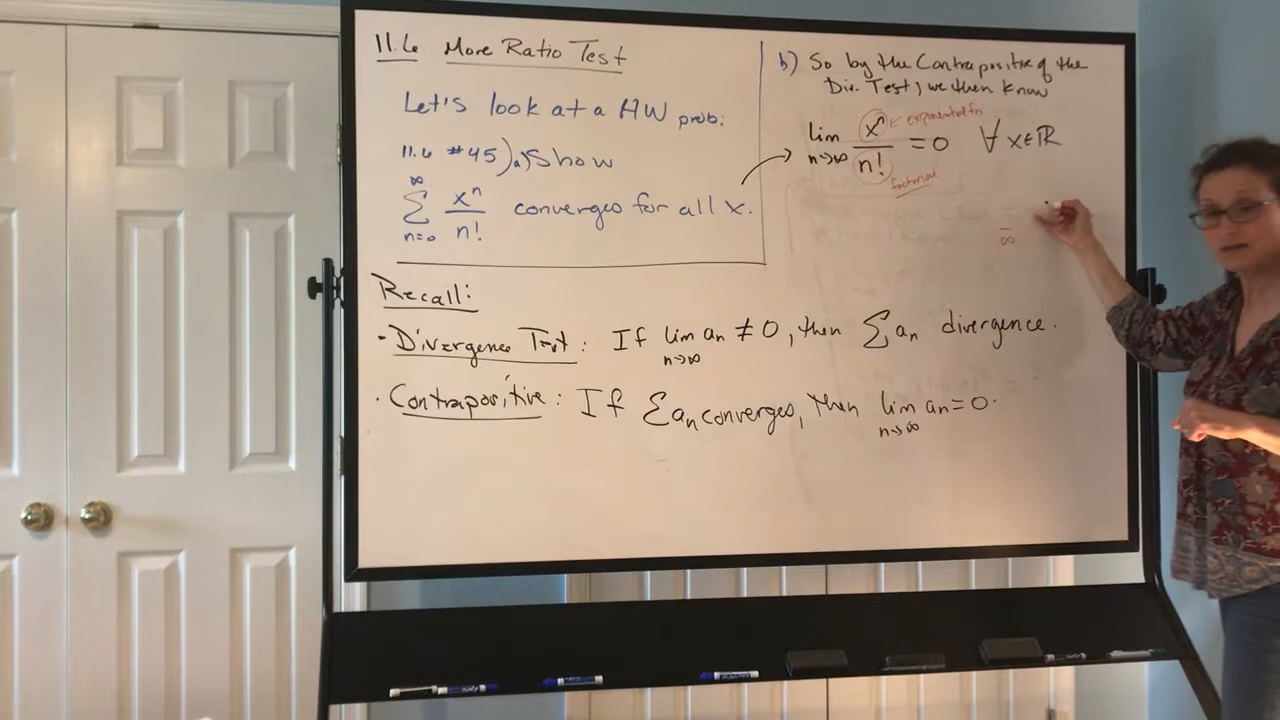 11.6 More Ratio Test
Let's look at a HW prob:
11.6 #45) a) Show
∞
∑ xⁿ/n! converges for all x.
n=0
b) So by the Contrapositive of the
Div. Test, we then know
lim xⁿ/n! = 0 ∀ x∈ℝ
n→∞
← exponential fn
factorial
–
∞
Recall:
• Divergence Test: If lim aₙ ≠ 0, then ∑ aₙ divergence.
n→∞
• Contrapositive: If ∑aₙ converges, then lim aₙ = 0.
n→∞